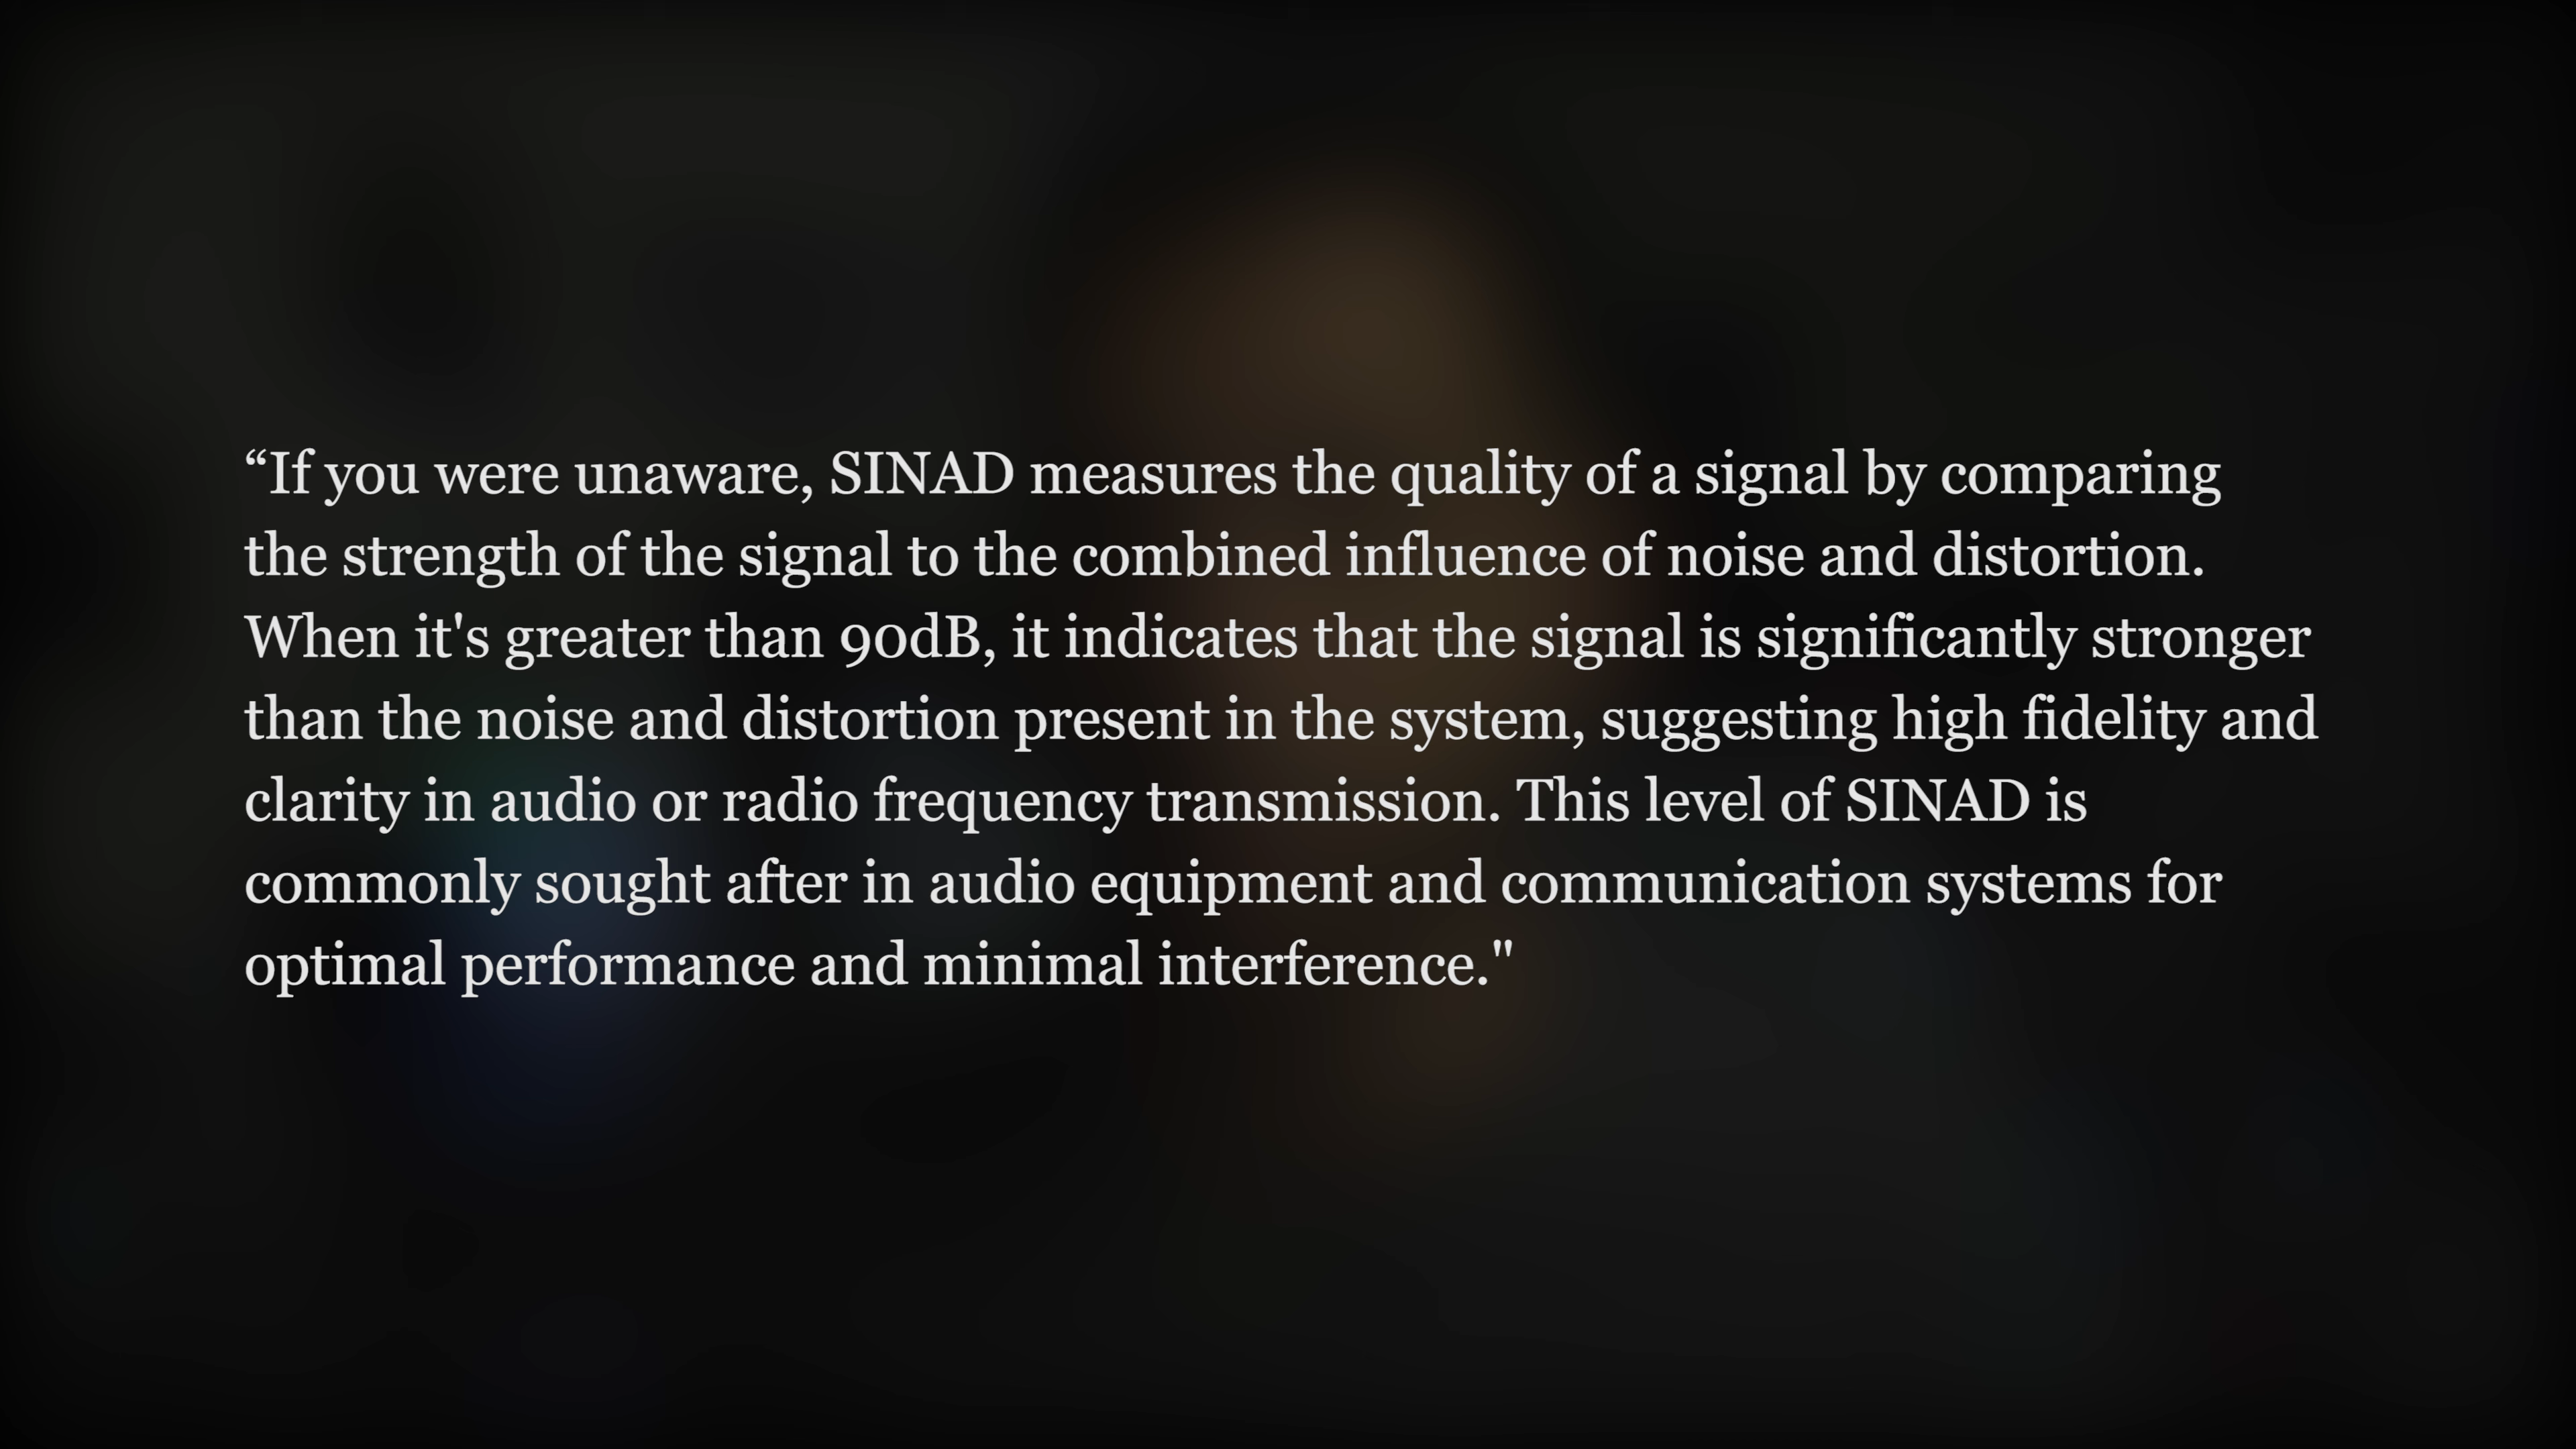 “If you were unaware, SINAD measures the quality of a signal by comparing
the strength of the signal to the combined influence of noise and distortion.
When it's greater than 90dB, it indicates that the signal is significantly stronger
than the noise and distortion present in the system, suggesting high fidelity and
clarity in audio or radio frequency transmission. This level of SINAD is
commonly sought after in audio equipment and communication systems for
optimal performance and minimal interference."